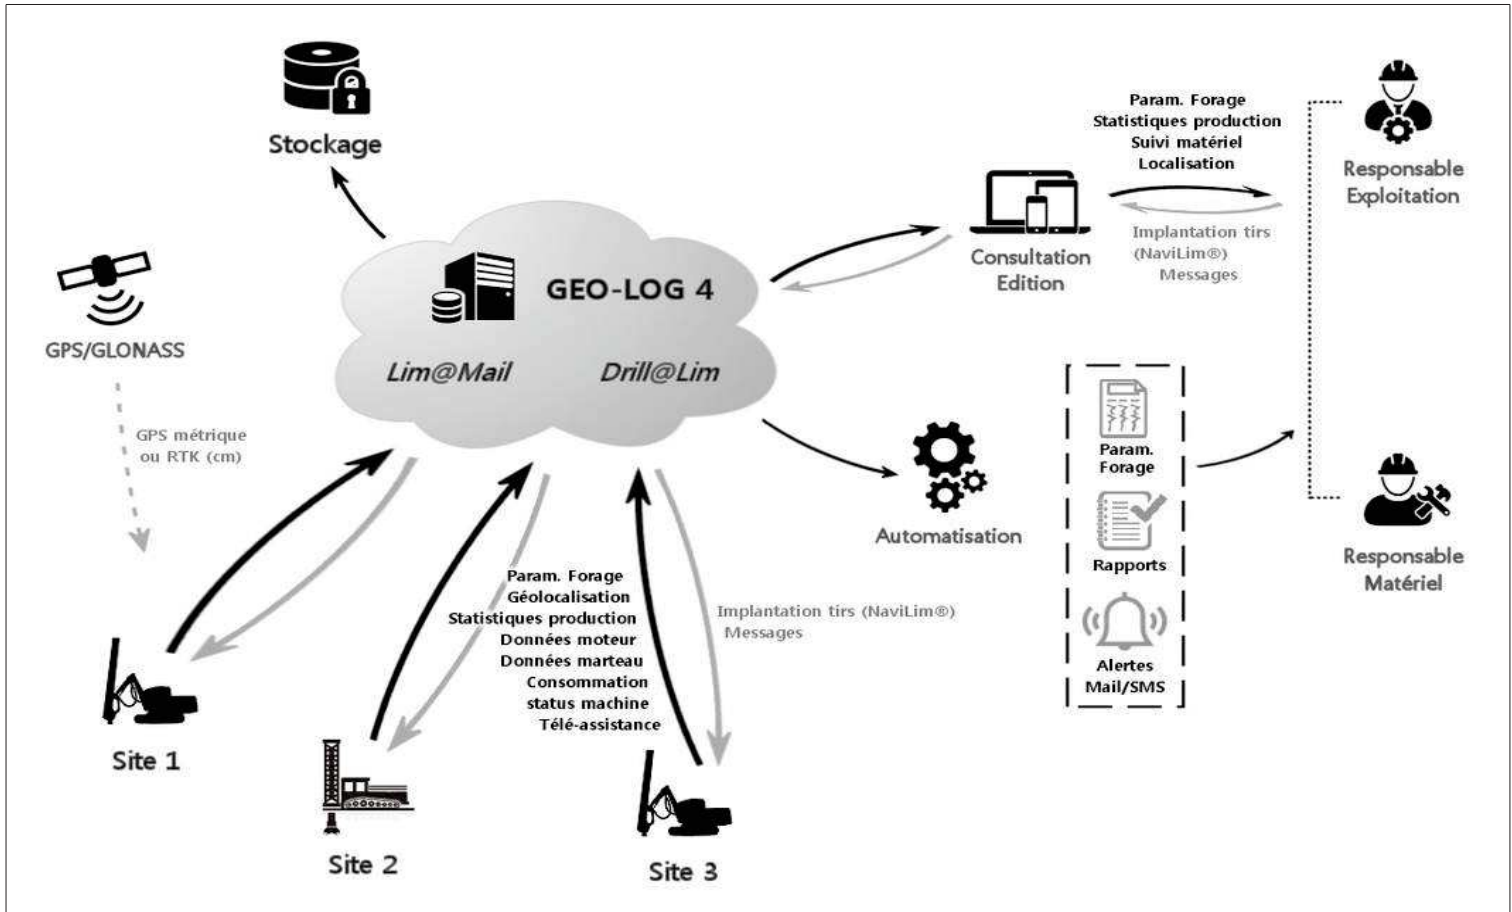 Stockage
Param. Forage
Statistiques production
Suivi matériel
Localisation
Responsable
Exploitation
Implantation tirs
(NaviLim®)
Messages
Consultation
Edition
GEO-LOG 4
Lim@Mail
Drill@Lim
GPS/GLONASS
GPS métrique
ou RTK (cm)
Automatisation
Param.
Forage
Rapports
Alertes
Mail/SMS
Responsable
Matériel
Param. Forage
Géolocalisation
Statistiques production
Données moteur
Données marteau
Consommation
status machine
Télé-assistance
Implantation tirs (NaviLim®)
Messages
Site 1
Site 2
Site 3